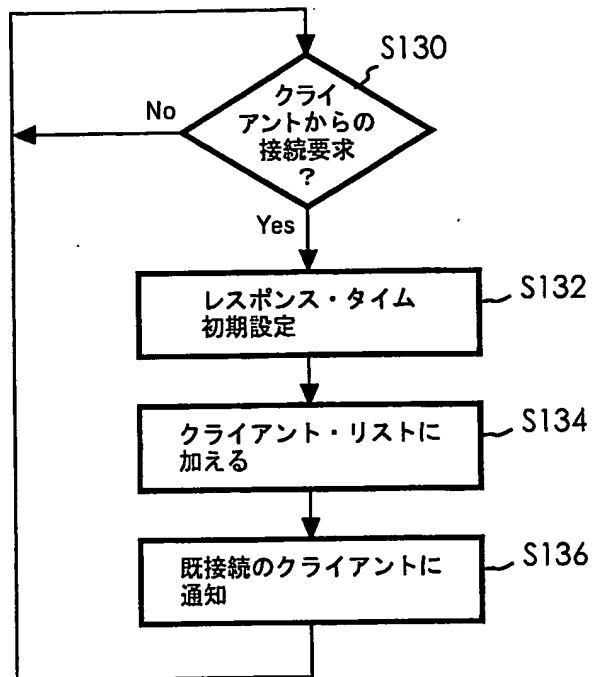 S130
クライ
アントからの
接続要求
?
No
Yes
レスポンス・タイム
初期設定
S132
クライアント・リストに
加える
S134
既接続のクライアントに
通知
S136